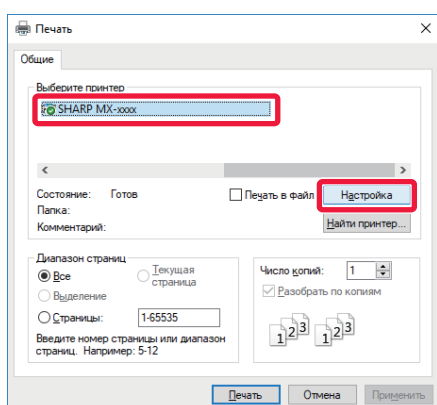 Печать
Общие
Выберите принтер
SHARP MX-xxxx
Состояние: Готов
Печать в файл
Настройка
Папка:
Комментарий:
Найти принтер...
Диапазон страниц
Все
Текущая страница
Выделение
Страницы: 1-65535
Введите номер страницы или диапазон
страниц. Например: 5-12
Число копий: 1
Разобрать по копиям
1 2 3 1 2 3
Печать Отмена Применить